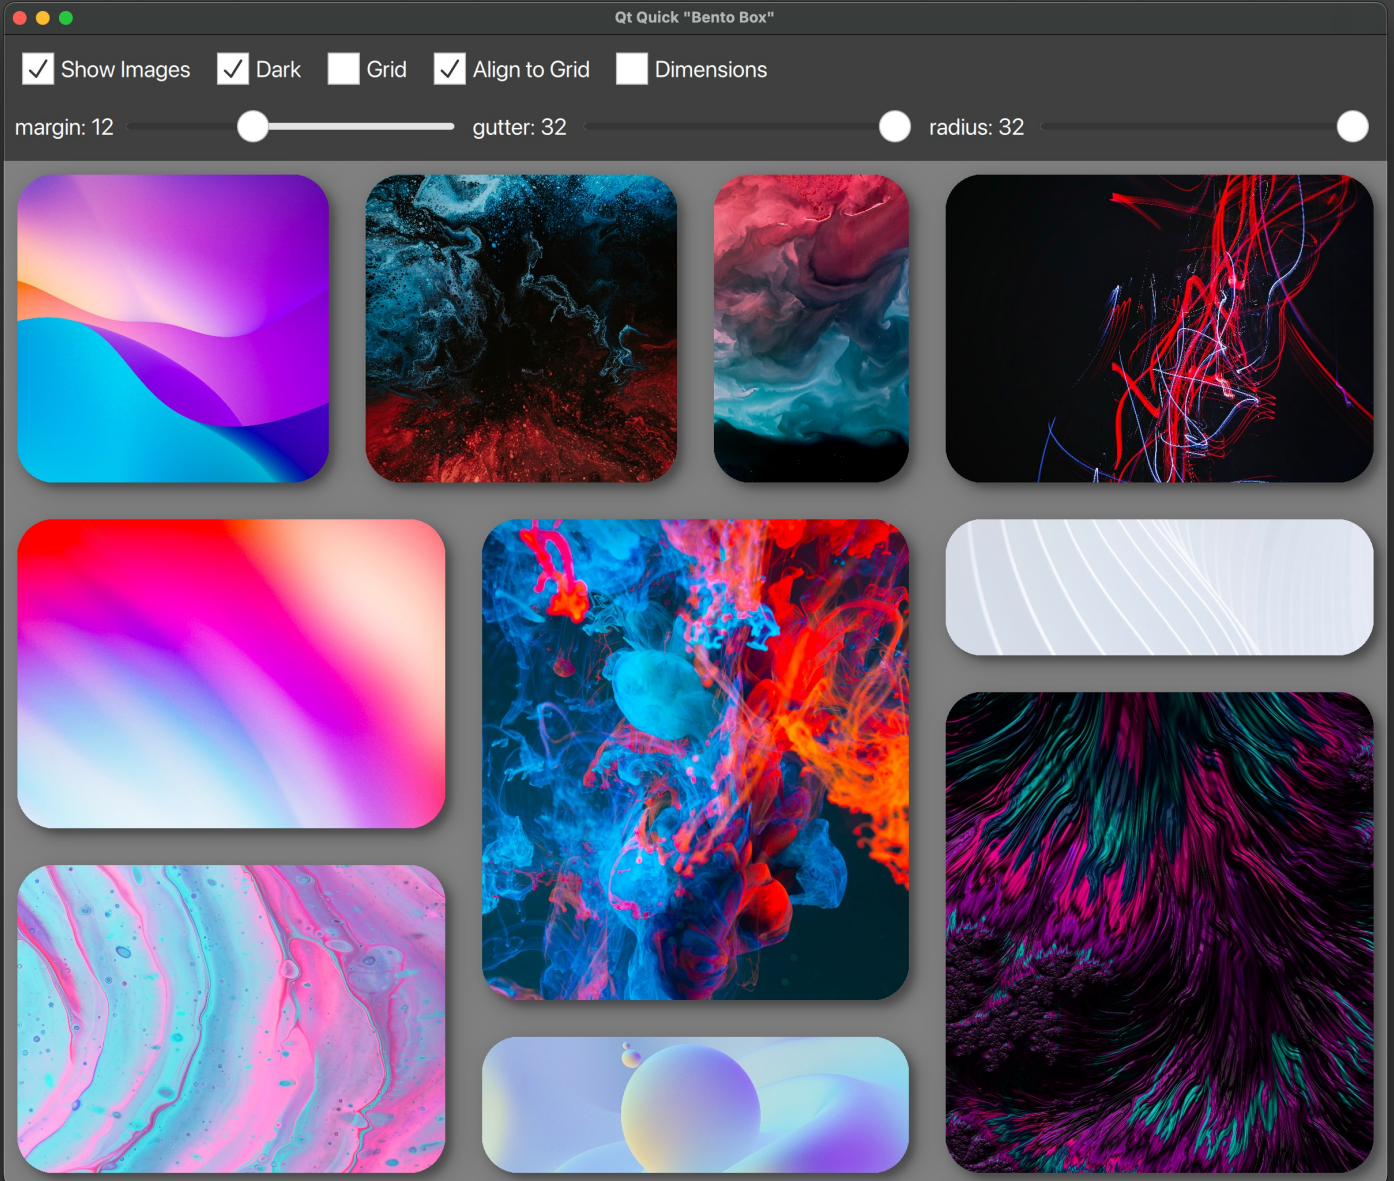 Qt Quick "Bento Box"
Show Images Dark Grid Align to Grid Dimensions
margin: 12 gutter: 32 radius: 32